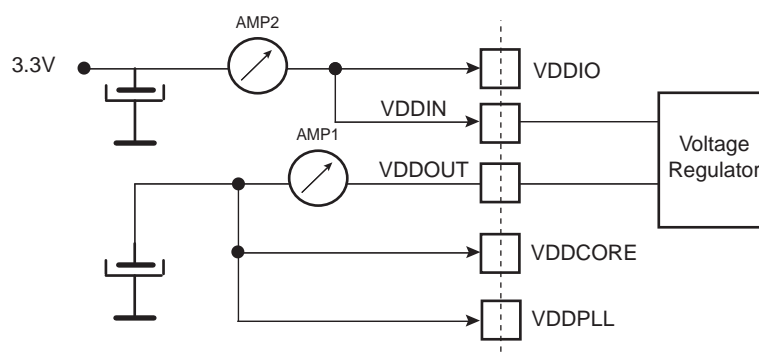 AMP2
3.3V
VDDIO
VDDIN
AMP1
Voltage
Regulator
VDDOUT
VDDCORE
VDDPLL